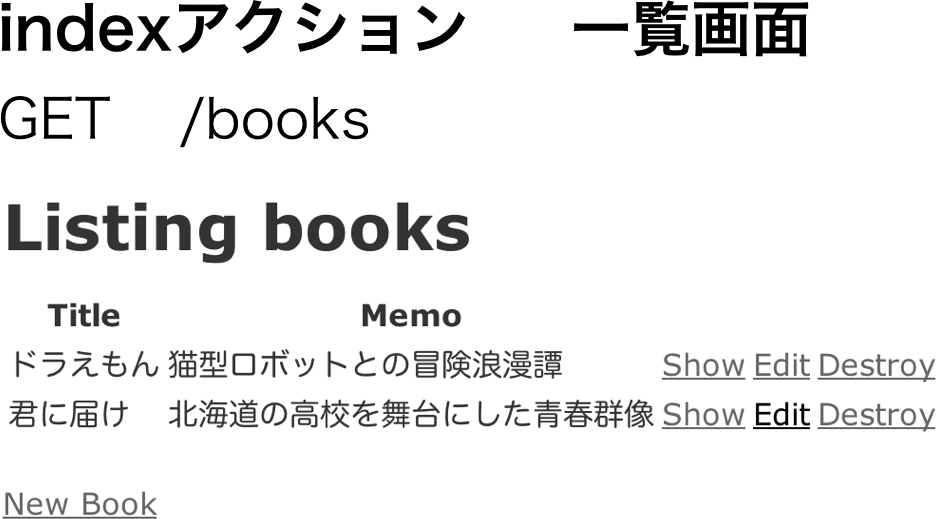 indexアクション 一覧画面
GET /books
Listing books
Title Memo
ドラえもん 猫型ロボットとの冒険浪漫譚 Show Edit Destroy
君に届け 北海道の高校を舞台にした青春群像 Show Edit Destroy
New Book